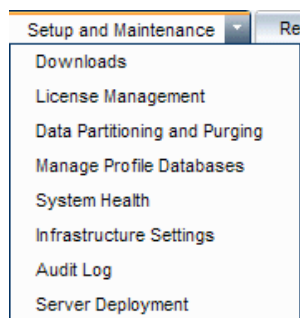 Setup and Maintenance Re
Downloads
License Management
Data Partitioning and Purging
Manage Profile Databases
System Health
Infrastructure Settings
Audit Log
Server Deployment